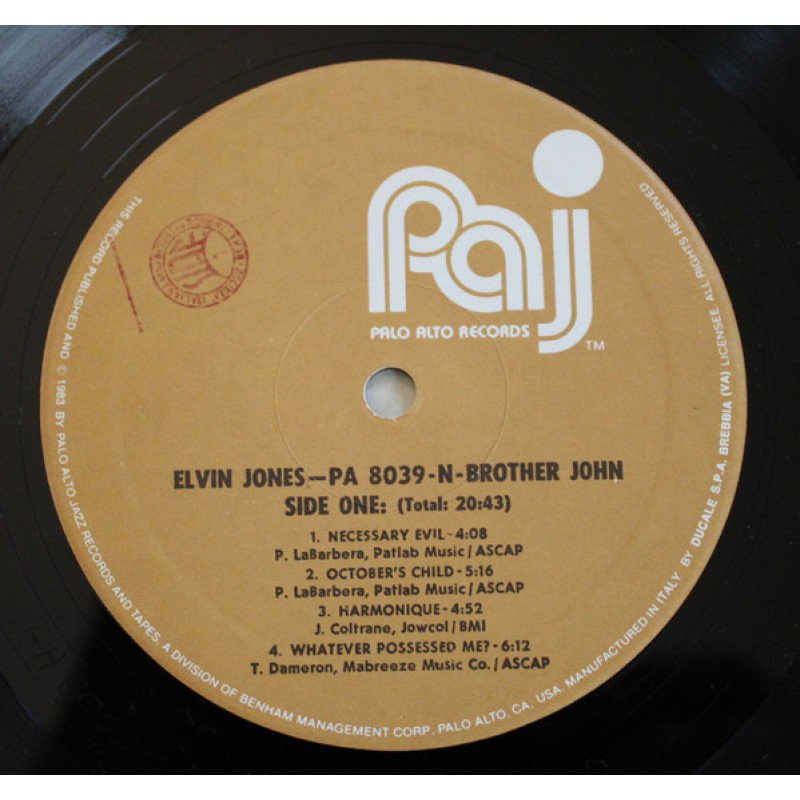 Paj
PALO ALTO RECORDS
TM
ELVIN JONES—PA 8039-N-BROTHER JOHN
SIDE ONE: (Total: 20:43)
1. NECESSARY EVIL-4:08
P. LaBarbera, Patlab Music/ASCAP
2. OCTOBER'S CHILD-5:16
P. LaBarbera, Patlab Music/ASCAP
3. HARMONIQUE-4:52
J. Coltrane, Jowcol/BMI
4. WHATEVER POSSESSED ME?-6:12
T. Dameron, Mabreeze Music Co./ASCAP
THIS RECORD PUBLISHED AND © 1983 BY PALO ALTO JAZZ RECORDS AND TAPES, A DIVISION OF BENHAM MANAGEMENT CORP. PALO ALTO. CA. USA. MANUFACTURED IN ITALY BY DUCALE S.P.A. BREBBIA (VA) LICENSEE. ALL RIGHTS RESERVED